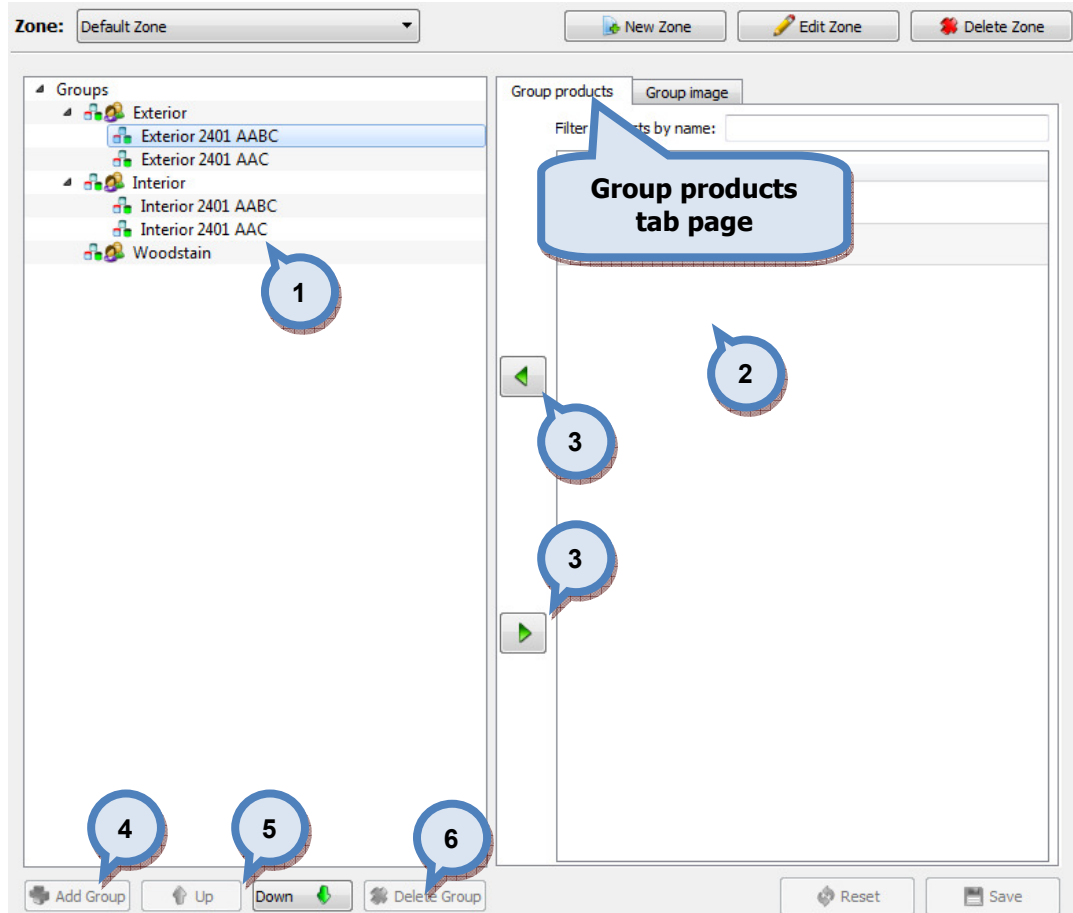 Zone: Default Zone New Zone Edit Zone Delete Zone
Groups
Exterior
Exterior 2401 AABC
Exterior 2401 AAC
Interior
Interior 2401 AABC
Interior 2401 AAC
Woodstain
1
Group products Group image
Filter by name:
Group products
tab page
2
3
3
4 5 6
Add Group Up Down Delete Group Reset Save